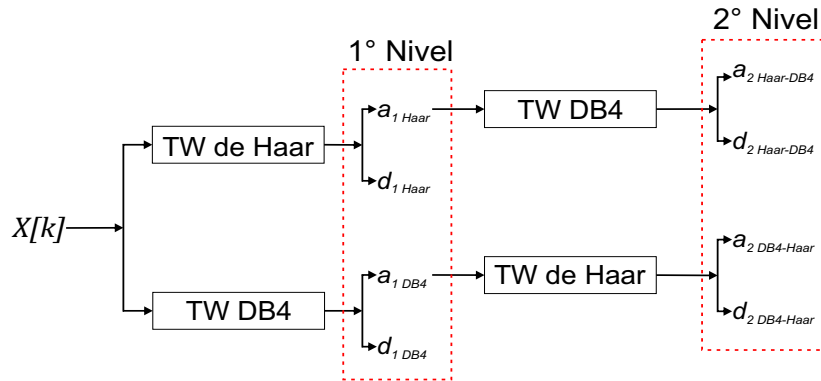 1° Nivel
2° Nivel
X[k]
TW de Haar
a1 Haar
d1 Haar
TW DB4
a2 Haar-DB4
d2 Haar-DB4
TW DB4
a1 DB4
d1 DB4
TW de Haar
a2 DB4-Haar
d2 DB4-Haar